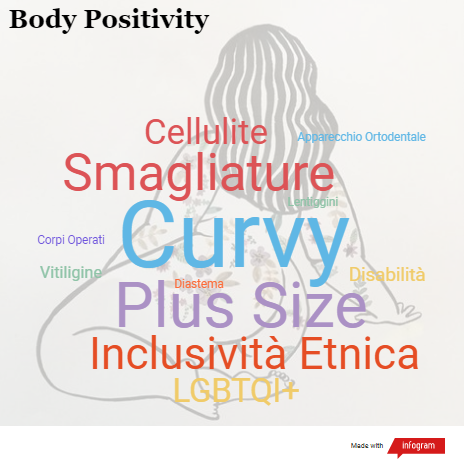 Body Positivity
Cellulite
Apparecchio Ortodentale
Smagliature
Lentiggini
Curvy
Corpi Operati
Vitiligine
Disabilità
Diastema
Plus Size
Inclusività Etnica
LGBTQI+
Made with infogram